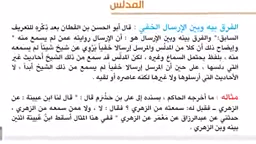 المدلس
الفرق بينه وبين الإرسال الخفي : قال أبو الحسن بن القطان بعد ذكره للتعريف
السابق:" والفرق بينه وبين الإرسال هو : أن الإرسال روايته عمن لم يسمع منه "
وإيضاح ذلك أن كلا من المدلس والمرسل إرسالا خفياً يروي عن شيخ شيئا لم يسمعه
منه ، بلفظ يحتمل السماع وغيره ، لكن المدلس قد سمع من ذلك الشيخ أحاديث غير
التي دلسها ، على حين أن المرسل إرسالا خفياً لم يسمع من ذلك الشيخ أبدا ، لا
الأحاديث التي أرسلها ولا غيرها لكنه عاصره أو لقيه .
مثاله : ما أخرجه الحاكم ، بسنده إلى علي بن خشرم قال : " قال لنا ابن عيينة : عن
الزهري ـ فقيل له: سمعته من الزهري ؟ فقال: لا ، ولا ممن سمعه من الزهري ،
حدثني عبدالرزاق عن معمر عن الزهري " ففي هذا المثال أسقط ابن عيينة اثنين
بينه وبين الزهري .